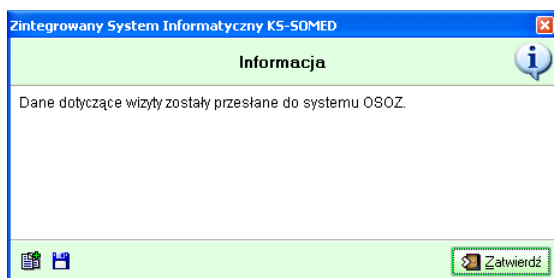 Zintegrowany System Informatyczny KS-SOMED
Informacja
Dane dotyczące wizyty zostały przesłane do systemu OSOZ.
Zatwierdź